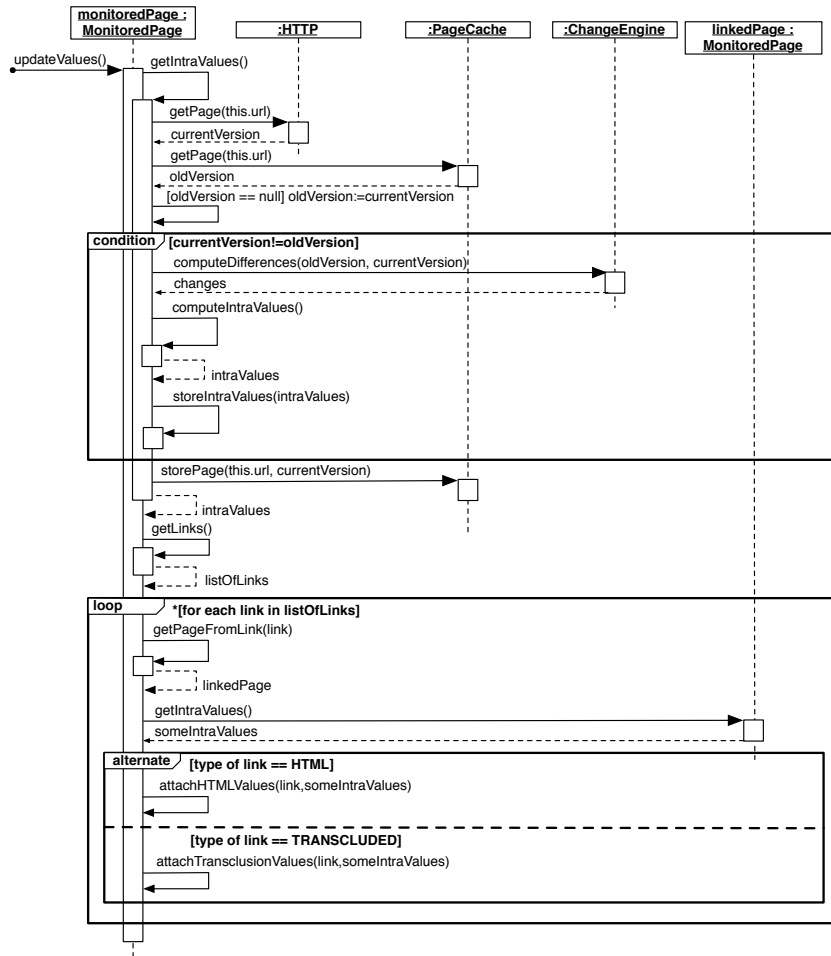 monitoredPage :
MonitoredPage
:HTTP
:PageCache
:ChangeEngine
linkedPage :
MonitoredPage
updateValues()
getIntraValues()
getPage(this.url)
currentVersion
getPage(this.url)
oldVersion
[oldVersion == null] oldVersion:=currentVersion
condition
[currentVersion!=oldVersion]
computeDifferences(oldVersion, currentVersion)
changes
computeIntraValues()
intraValues
storeIntraValues(intraValues)
storePage(this.url, currentVersion)
intraValues
getLinks()
listOfLinks
loop
*[for each link in listOfLinks]
getPageFromLink(link)
linkedPage
getIntraValues()
someIntraValues
alternate
[type of link == HTML]
attachHTMLValues(link,someIntraValues)
[type of link == TRANSCLUDED]
attachTransclusionValues(link,someIntraValues)